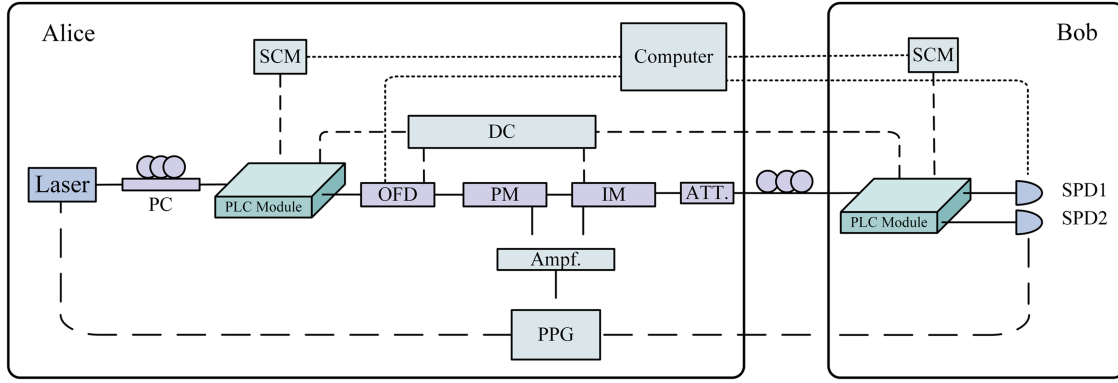 Alice
Bob
SCM
Computer
SCM
DC
Laser
PC
PLC Module
OFD
PM
IM
ATT.
PLC Module
SPD1
SPD2
Ampf.
PPG